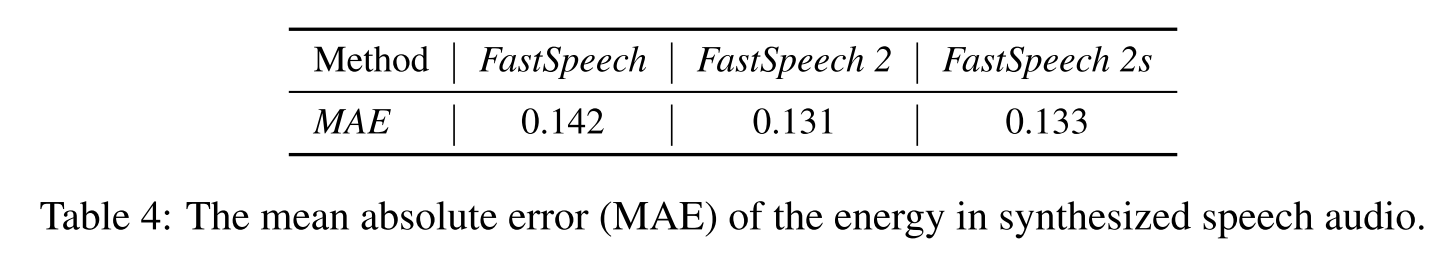 Method FastSpeech FastSpeech 2 FastSpeech 2s
MAE 0.142 0.131 0.133
Table 4: The mean absolute error (MAE) of the energy in synthesized speech audio.